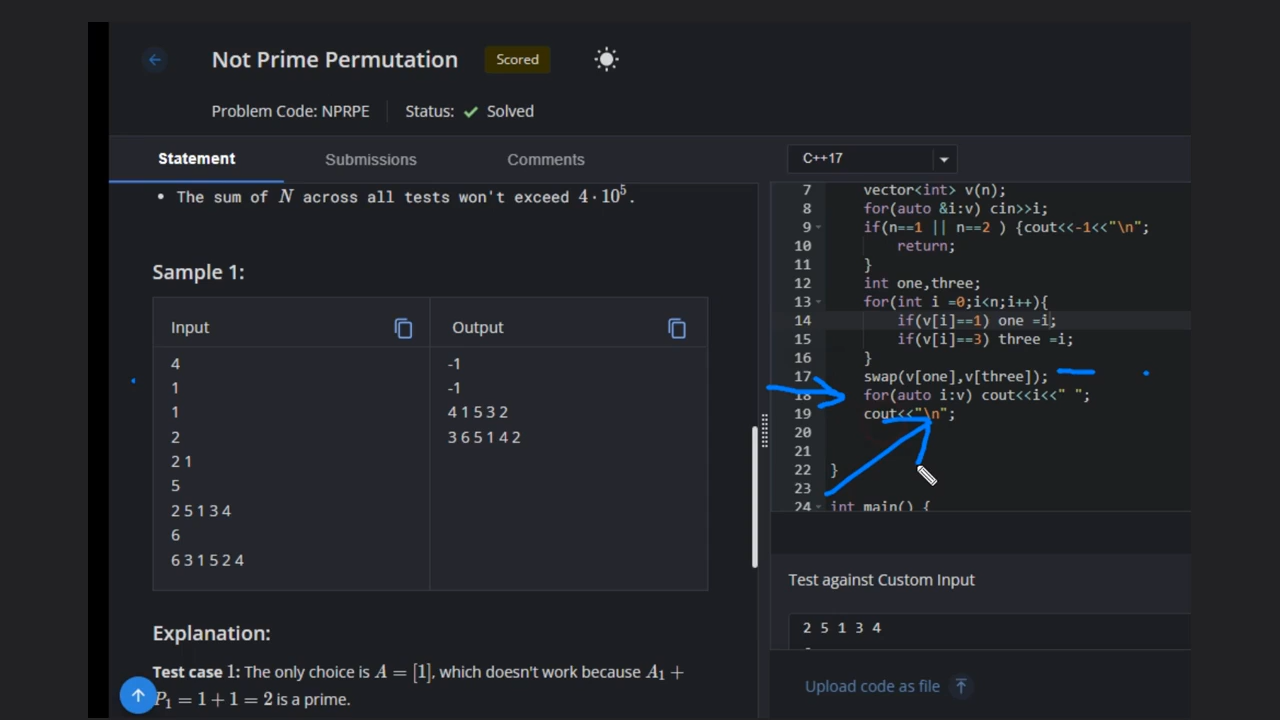 Not Prime Permutation Scored
Problem Code: NPRPE Status: Solved
Statement Submissions Comments
• The sum of N across all tests won't exceed 4 · 10⁵.
Sample 1:
Input
4
1
1
2
2 1
5
2 5 1 3 4
6
6 3 1 5 2 4
Output
-1
-1
4 1 5 3 2
3 6 5 1 4 2
Explanation:
Test case 1: The only choice is A = [1], which doesn't work because A₁ +
P₁ = 1 + 1 = 2 is a prime.
C++17
7 vector<int> v(n);
8 for(auto &i:v) cin>>i;
9 if(n==1 || n==2 ) {cout<<-1<<"\n";
10 return;
11 }
12 int one,three;
13 for(int i =0;i<n;i++){
14 if(v[i]==1) one =i;
15 if(v[i]==3) three =i;
16 }
17 swap(v[one],v[three]);
18 for(auto i:v) cout<<i<<" ";
19 cout<<"\n";
20
21
22 }
23
24 int main() {
Test against Custom Input
2 5 1 3 4
Upload code as file